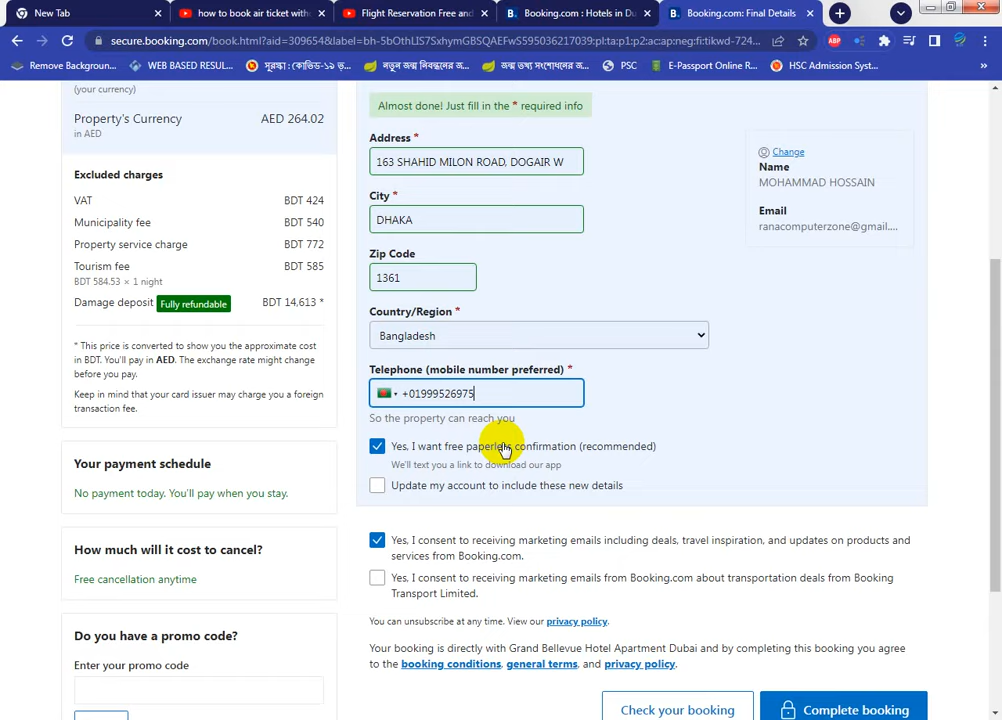 New Tab
how to book air ticket with
Flight Reservation Free and
B. Booking.com : Hotels in Du
B. Booking.com: Final Details
secure.booking.com/book.html?aid=309654&label=bh-5bOthLIS7SxhymGBSQAEFwS595036217039:pl:ta:p1:p2:ac:ap:neg:fi:tikwd-724...
Remove Backgroun...
WEB BASED RESUL...
সুরক্ষা : কোভিড-১৯ ভ...
নতুন জন্ম নিবন্ধনের জ...
জন্ম তথ্য সংশোধনের জ...
PSC
E-Passport Online R...
HSC Admission Syst...
»
(your currency)
Property's Currency AED 264.02
in AED
Excluded charges
VAT BDT 424
Municipality fee BDT 540
Property service charge BDT 772
Tourism fee BDT 585
BDT 584.53 × 1 night
Damage deposit Fully refundable BDT 14,613 *
* This price is converted to show you the approximate cost
in BDT. You'll pay in AED. The exchange rate might change
before you pay.
Keep in mind that your card issuer may charge you a foreign
transaction fee.
Your payment schedule
No payment today. You'll pay when you stay.
How much will it cost to cancel?
Free cancellation anytime
Do you have a promo code?
Enter your promo code
Almost done! Just fill in the * required info
Address *
163 SHAHID MILON ROAD, DOGAIR W
City *
DHAKA
Zip Code
1361
Country/Region *
Bangladesh
Telephone (mobile number preferred) *
+01999526975
So the property can reach you
Yes, I want free paperless confirmation (recommended)
We'll text you a link to download our app
Update my account to include these new details
Change
Name
MOHAMMAD HOSSAIN
Email
ranacomputerzone@gmail....
Yes, I consent to receiving marketing emails including deals, travel inspiration, and updates on products and
services from Booking.com.
Yes, I consent to receiving marketing emails from Booking.com about transportation deals from Booking
Transport Limited.
You can unsubscribe at any time. View our privacy policy.
Your booking is directly with Grand Bellevue Hotel Apartment Dubai and by completing this booking you agree
to the booking conditions, general terms, and privacy policy.
Check your booking
Complete booking